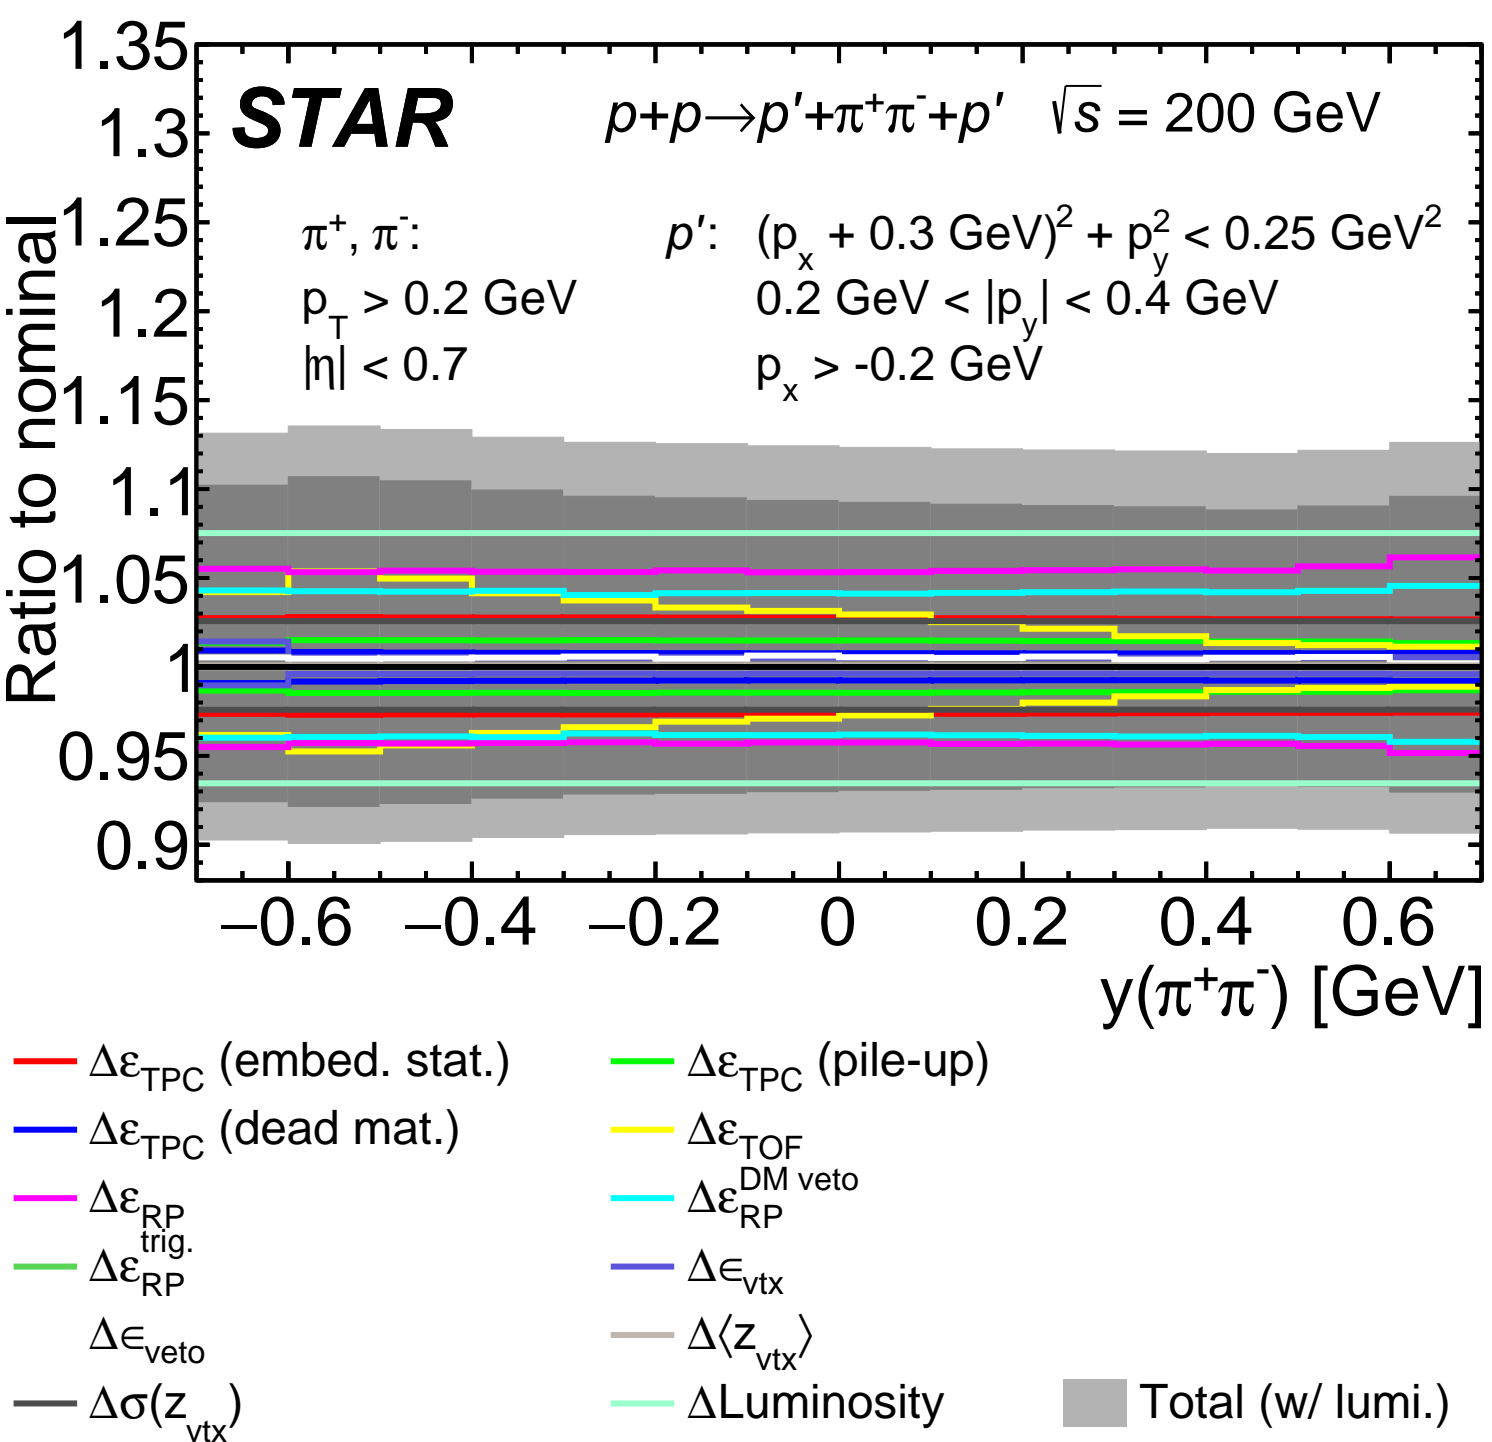 STAR p+p→p′+π⁺π⁻+p′ √s = 200 GeV
π⁺, π⁻: p′: (pₓ + 0.3 GeV)² + p_y² < 0.25 GeV²
p_T > 0.2 GeV 0.2 GeV < |p_y| < 0.4 GeV
|η| < 0.7 pₓ > -0.2 GeV
Ratio to nominal
1.35
1.3
1.25
1.2
1.15
1.1
1.05
1
0.95
0.9
−0.6 −0.4 −0.2 0 0.2 0.4 0.6
y(π⁺π⁻) [GeV]
Δε_TPC (embed. stat.) Δε_TPC (pile-up)
Δε_TPC (dead mat.) Δε_TOF
Δε_RP Δε_RP^DM veto
Δε_RP^trig. Δ∈_vtx
Δ∈_veto Δ⟨z_vtx⟩
Δσ(z_vtx) ΔLuminosity Total (w/ lumi.)